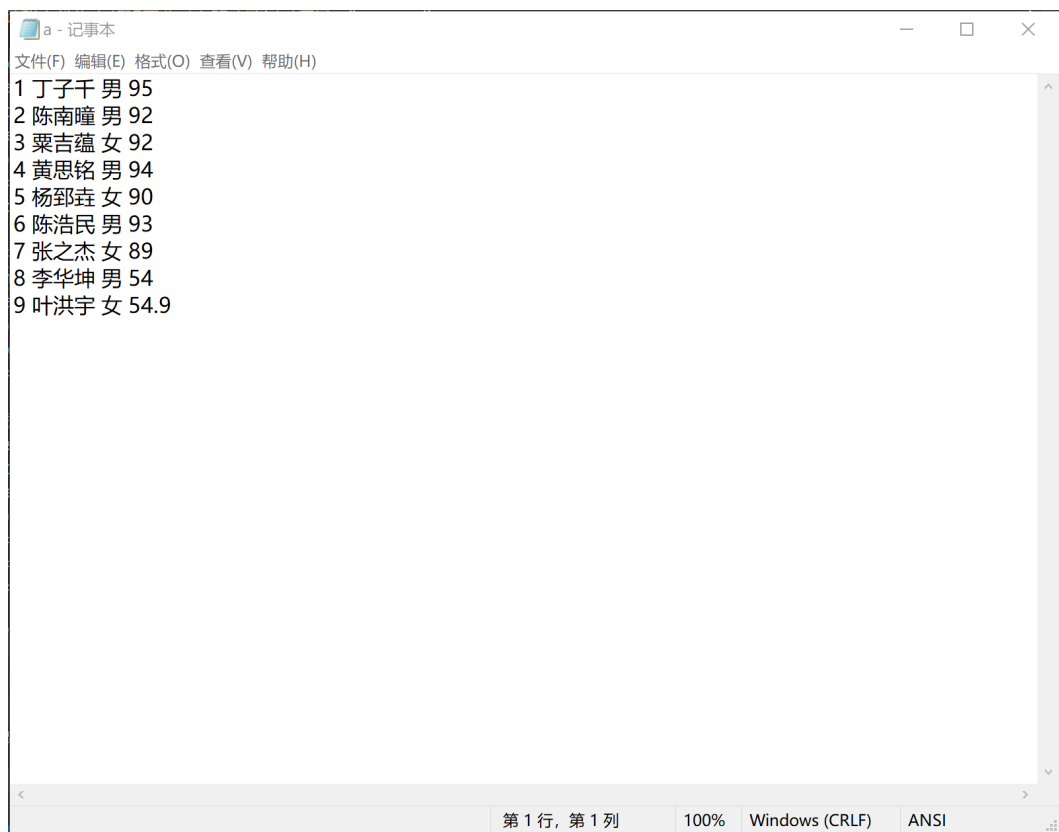 a - 记事本
文件(F) 编辑(E) 格式(O) 查看(V) 帮助(H)
1 丁子千 男 95
2 陈南曈 男 92
3 粟吉蕴 女 92
4 黄思铭 男 94
5 杨郅垚 女 90
6 陈浩民 男 93
7 张之杰 女 89
8 李华坤 男 54
9 叶洪宇 女 54.9
第 1 行，第 1 列 100% Windows (CRLF) ANSI